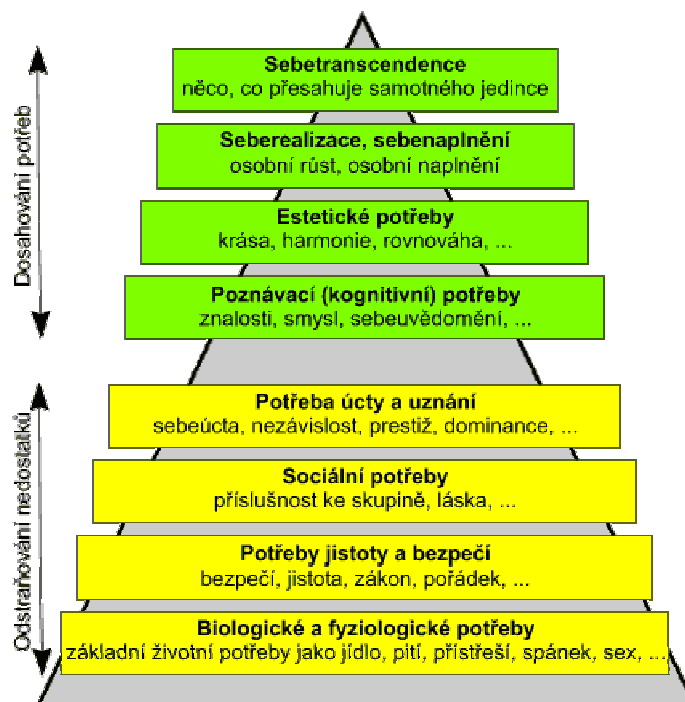 Sebetranscendence
něco, co přesahuje samotného jedince
Seberealizace, sebenaplnění
osobní růst, osobní naplnění
Estetické potřeby
krása, harmonie, rovnováha, ...
Poznávací (kognitivní) potřeby
znalosti, smysl, sebeuvědomění, ...
Dosahování potřeb
Potřeba úcty a uznání
sebeúcta, nezávislost, prestiž, dominance, ...
Sociální potřeby
příslušnost ke skupině, láska, ...
Potřeby jistoty a bezpečí
bezpečí, jistota, zákon, pořádek, ...
Biologické a fyziologické potřeby
základní životní potřeby jako jídlo, pití, přístřeší, spánek, sex, ...
Odstraňování nedostatků